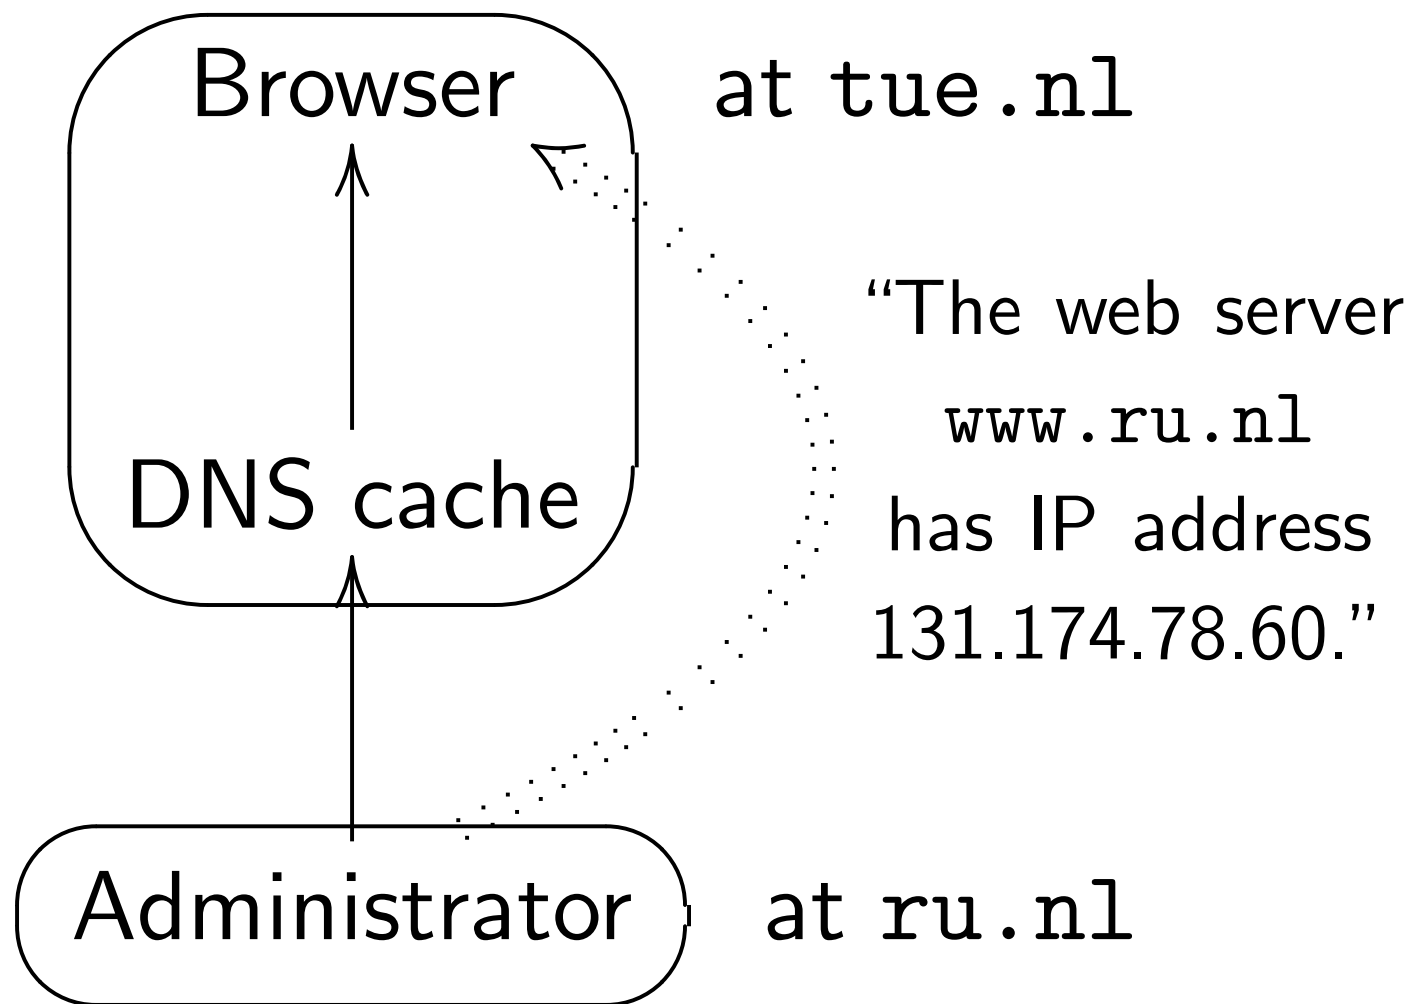 Browser at tue.nl
“The web server
www.ru.nl
has IP address
131.174.78.60.”
DNS cache
Administrator at ru.nl